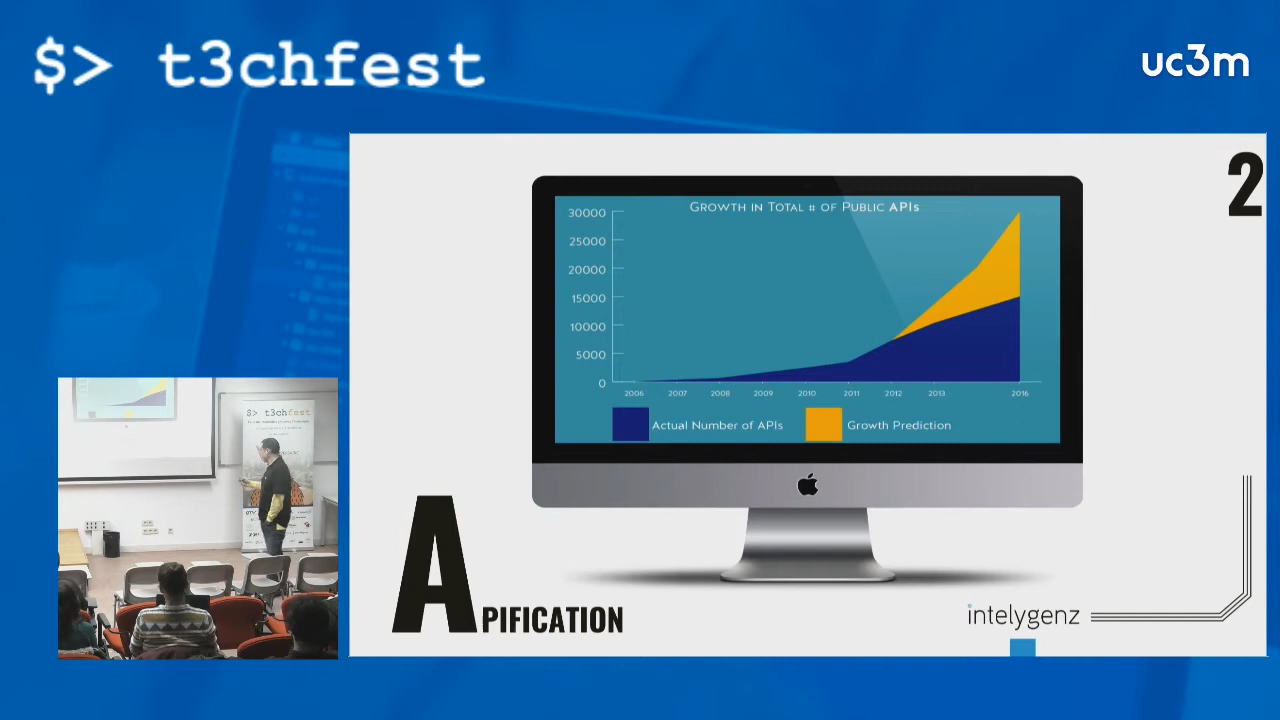 $> t3chfest
uc3m
2
GROWTH IN TOTAL # OF PUBLIC APIs
30000
25000
20000
15000
10000
5000
0
2006 2007 2008 2009 2010 2011 2012 2013 2016
Actual Number of APIs
Growth Prediction
APIFICATION
intelygenz
$> t3chfest